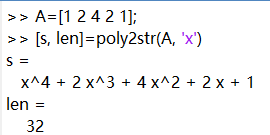 >> A=[1 2 4 2 1];
>> [s, len]=poly2str(A, 'x')
s =
x^4 + 2 x^3 + 4 x^2 + 2 x + 1
len =
32